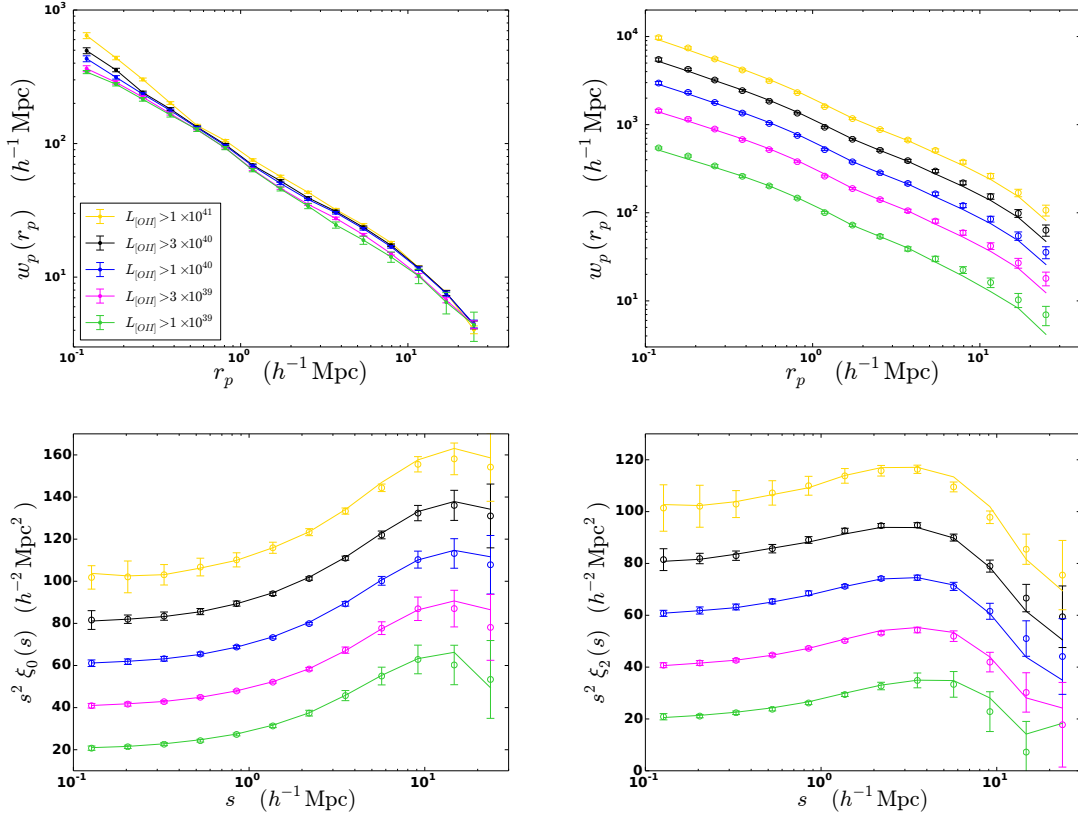 10³
10²
10¹
w_p(r_p) (h⁻¹ Mpc)
L_[OII] > 1 ×10⁴¹
L_[OII] > 3 ×10⁴⁰
L_[OII] > 1 ×10⁴⁰
L_[OII] > 3 ×10³⁹
L_[OII] > 1 ×10³⁹
10⁻¹ 10⁰ 10¹
r_p (h⁻¹ Mpc)
10⁴
10³
10²
10¹
w_p(r_p) (h⁻¹ Mpc)
10⁻¹ 10⁰ 10¹
r_p (h⁻¹ Mpc)
160
140
120
100
80
60
40
20
s² ξ₀(s) (h⁻² Mpc²)
10⁻¹ 10⁰ 10¹
s (h⁻¹ Mpc)
120
100
80
60
40
20
0
s² ξ₂(s) (h⁻² Mpc²)
10⁻¹ 10⁰ 10¹
s (h⁻¹ Mpc)